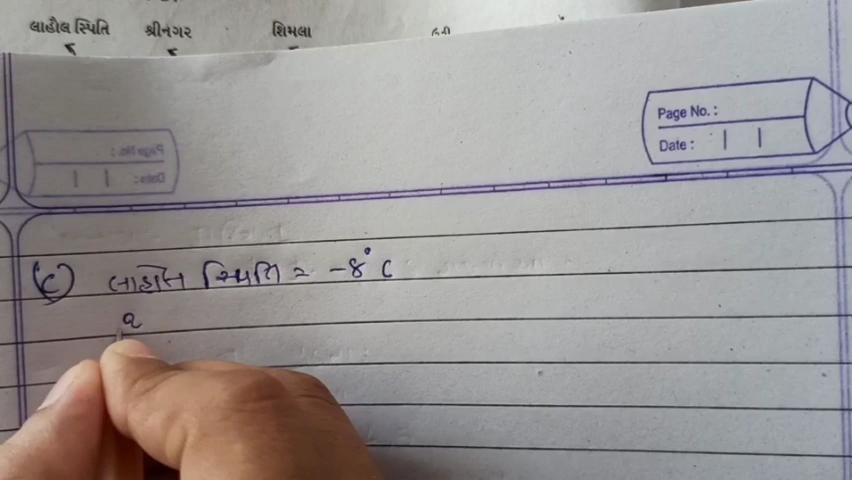 લાહૌલ સ્પિતિ શ્રીનગર શિમલા
Page No. :
Date :
(c) લાહૌલ સ્પિતિ = -8° C